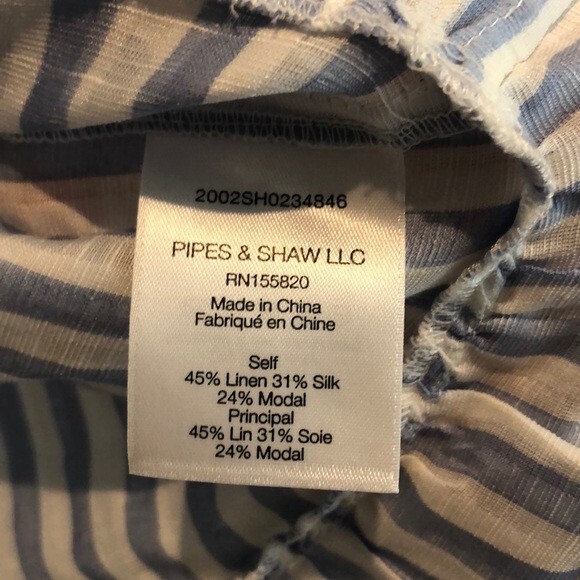 2002SH0234846
PIPES & SHAW LLC
RN155820
Made in China
Fabriqué en Chine
Self
45% Linen 31% Silk
24% Modal
Principal
45% Lin 31% Soie
24% Modal